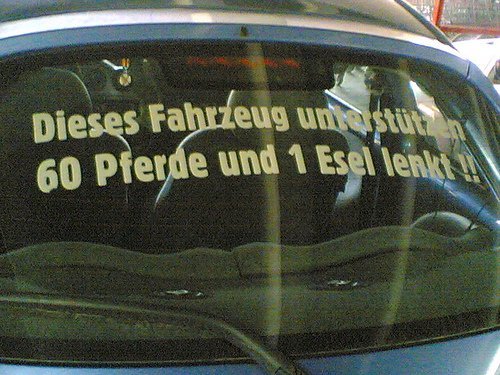 Dieses Fahrzeug unterstützen
60 Pferde und 1 Esel lenkt !!